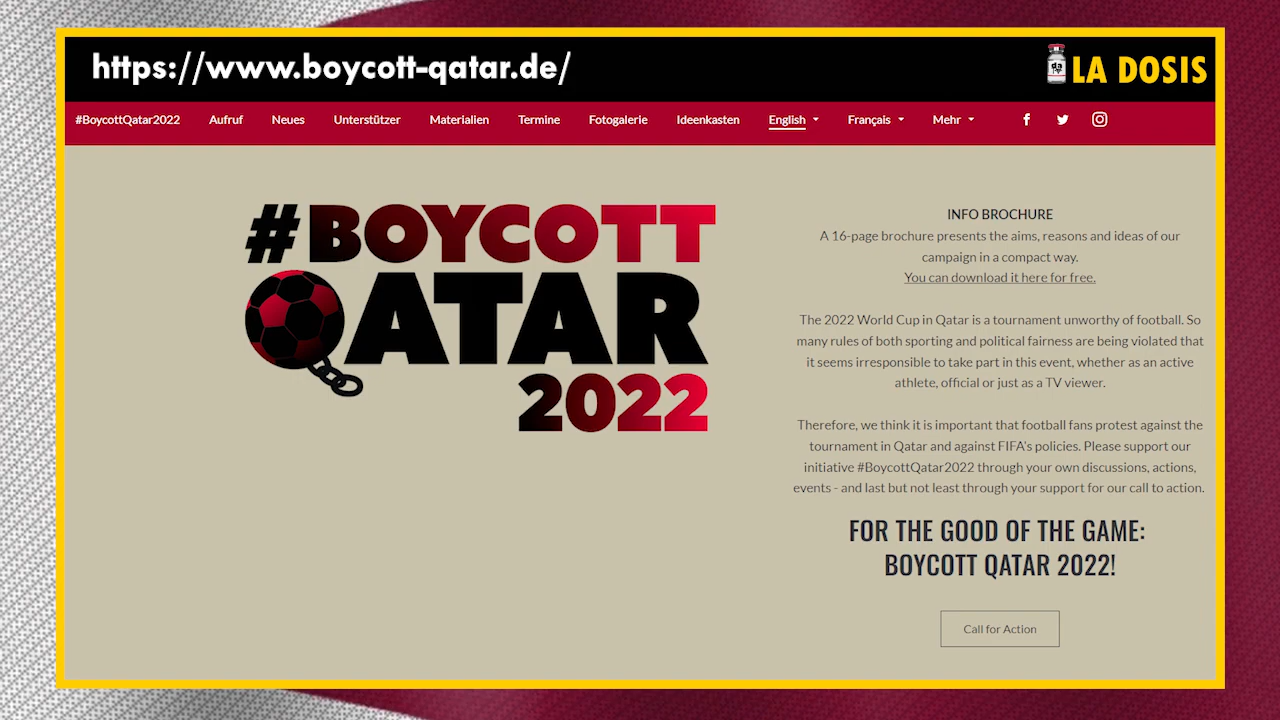 https://www.boycott-qatar.de/
LA DOSIS
#BoycottQatar2022 Aufruf Neues Unterstützer Materialien Termine Fotogalerie Ideenkasten English Français Mehr
#BOYCOTT
QATAR
2022
INFO BROCHURE
A 16-page brochure presents the aims, reasons and ideas of our
campaign in a compact way.
You can download it here for free.
The 2022 World Cup in Qatar is a tournament unworthy of football. So
many rules of both sporting and political fairness are being violated that
it seems irresponsible to take part in this event, whether as an active
athlete, official or just as a TV viewer.
Therefore, we think it is important that football fans protest against the
tournament in Qatar and against FIFA's policies. Please support our
initiative #BoycottQatar2022 through your own discussions, actions,
events - and last but not least through your support for our call to action.
FOR THE GOOD OF THE GAME:
BOYCOTT QATAR 2022!
Call for Action